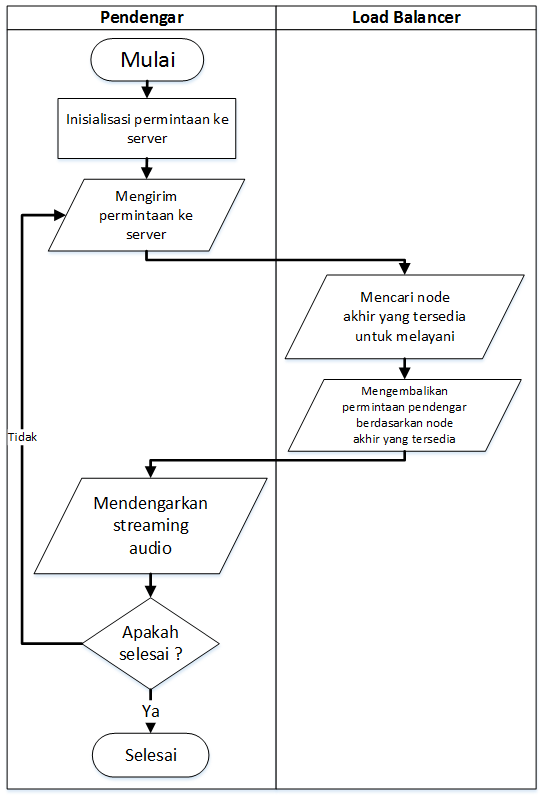 Pendengar
Load Balancer
Mulai
Inisialisasi permintaan ke
server
Mengirim
permintaan ke
server
Mencari node
akhir yang tersedia
untuk melayani
Mengembalikan
permintaan pendengar
berdasarkan node
akhir yang tersedia
Tidak
Mendengarkan
streaming
audio
Apakah
selesai ?
Ya
Selesai